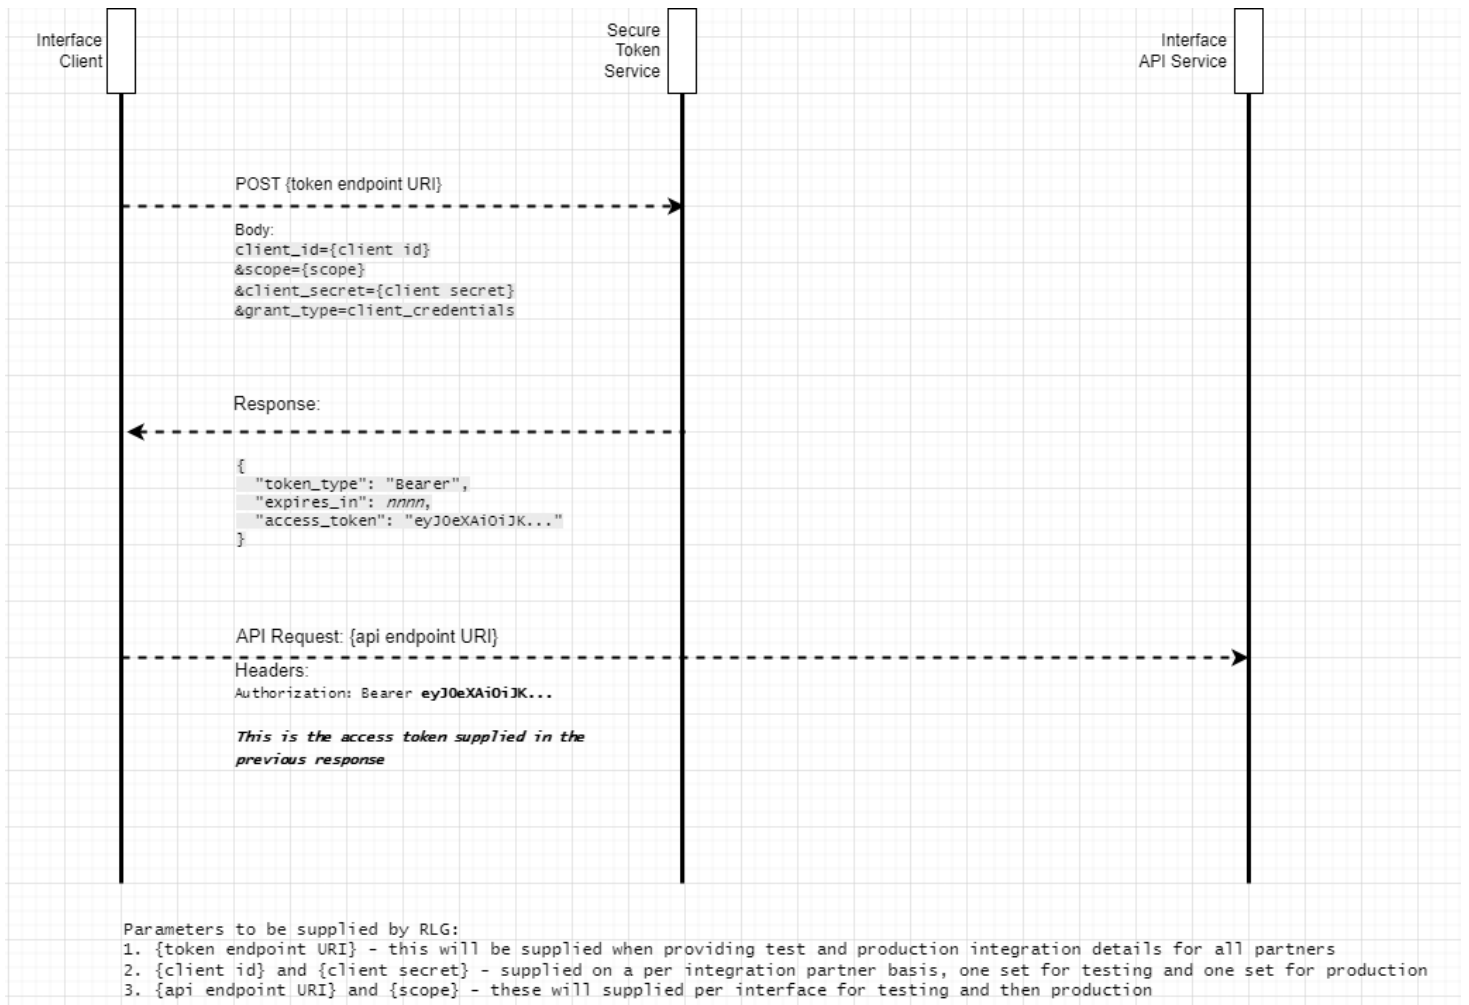 Interface
Client
Secure
Token
Service
Interface
API Service
POST {token endpoint URI}
Body:
client_id={client id}
&scope={scope}
&client_secret={client secret}
&grant_type=client_credentials
Response:
{
"token_type": "Bearer",
"expires_in": nnnn,
"access_token": "eyJ0eXAiOiJK..."
}
API Request: {api endpoint URI}
Headers:
Authorization: Bearer eyJ0eXAiOiJK...
This is the access token supplied in the
previous response
Parameters to be supplied by RLG:
1. {token endpoint URI} - this will be supplied when providing test and production integration details for all partners
2. {client id} and {client secret} - supplied on a per integration partner basis, one set for testing and one set for production
3. {api endpoint URI} and {scope} - these will supplied per interface for testing and then production